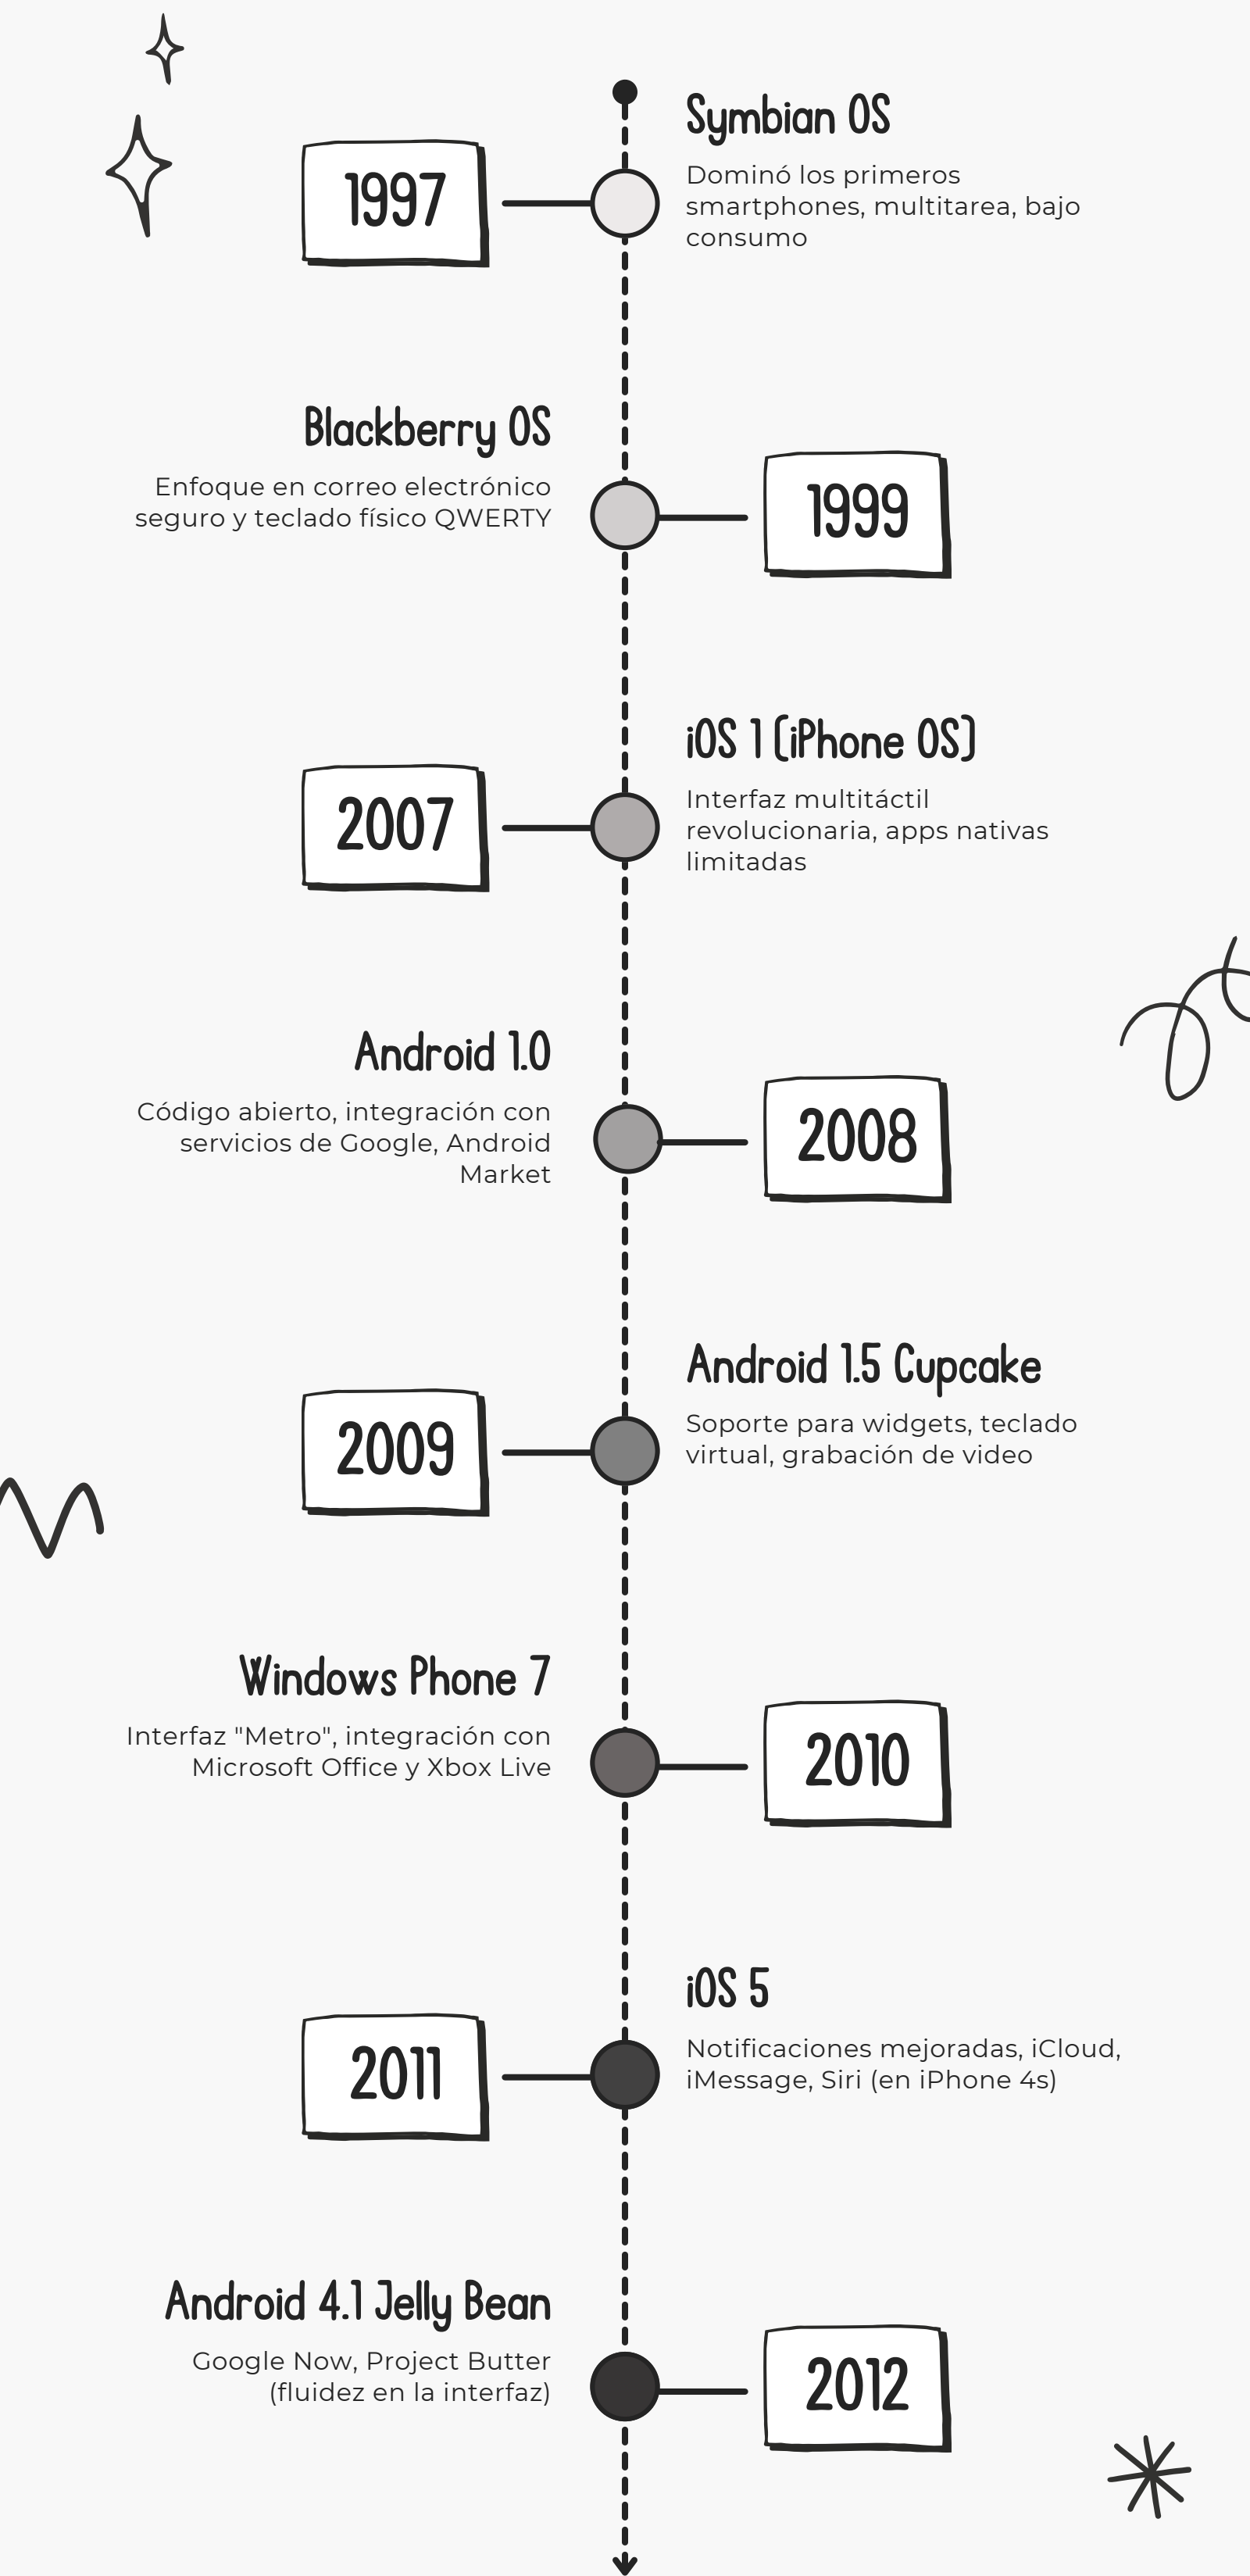 Symbian OS
1997
Dominó los primeros
smartphones, multitarea, bajo
consumo
Blackberry OS
Enfoque en correo electrónico
seguro y teclado físico QWERTY
1999
iOS 1 (iPhone OS)
2007
Interfaz multitáctil
revolucionaria, apps nativas
limitadas
Android 1.0
Código abierto, integración con
servicios de Google, Android
Market
2008
Android 1.5 Cupcake
2009
Soporte para widgets, teclado
virtual, grabación de video
Windows Phone 7
Interfaz "Metro", integración con
Microsoft Office y Xbox Live
2010
iOS 5
2011
Notificaciones mejoradas, iCloud,
iMessage, Siri (en iPhone 4s)
Android 4.1 Jelly Bean
Google Now, Project Butter
(fluidez en la interfaz)
2012